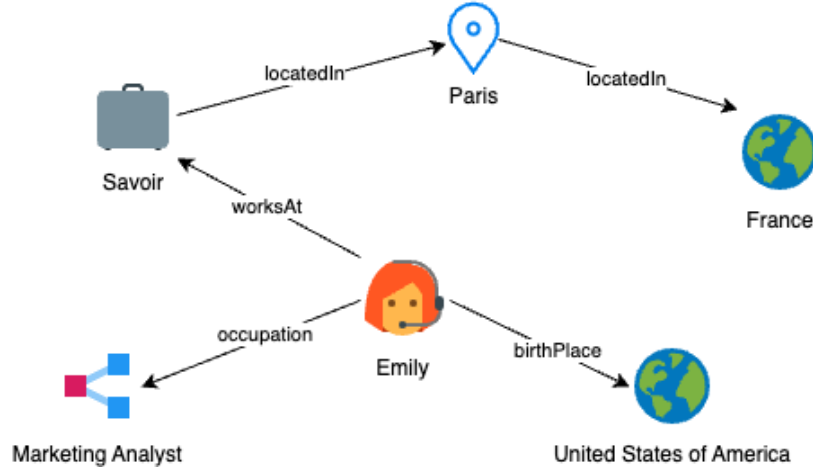 locatedIn
Paris
locatedIn
Savoir
France
worksAt
occupation
Emily
birthPlace
Marketing Analyst
United States of America